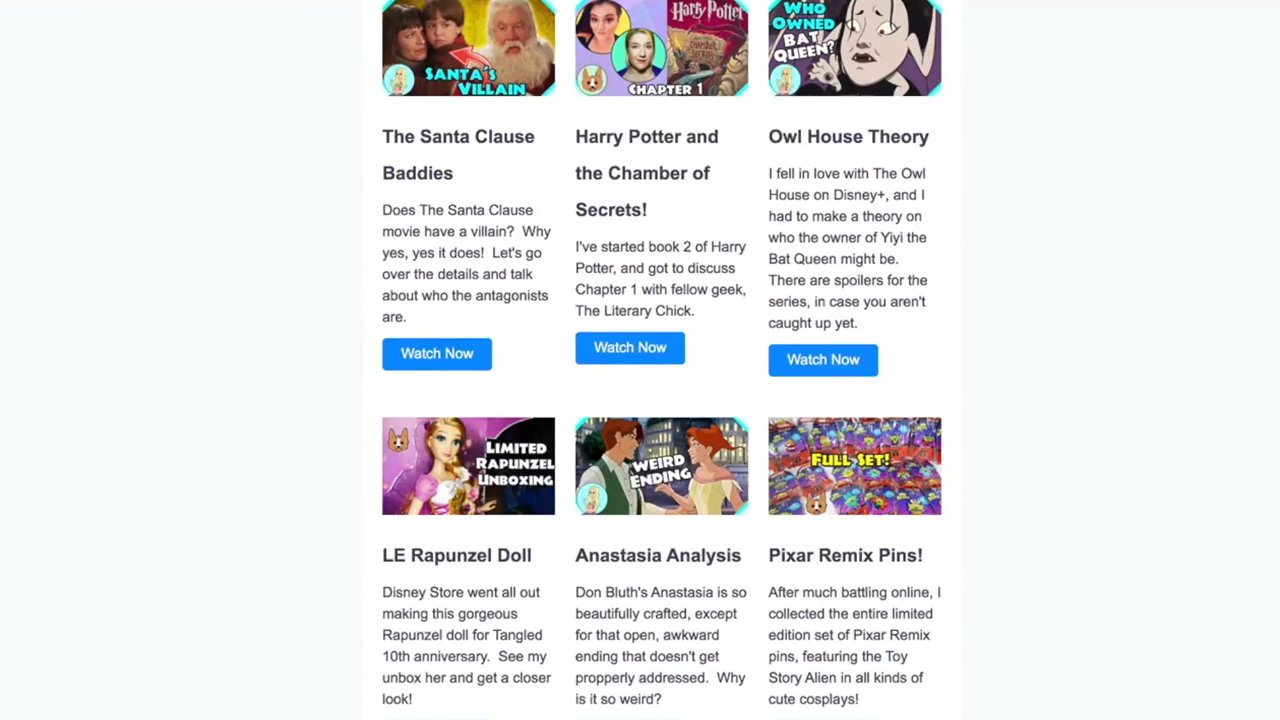 SANTA'S
VILLAIN
Harry Potter
CHAMBER
SECRETS
CHAPTER 1
WHO
OWNED
BAT
QUEEN?
The Santa Clause
Baddies
Does The Santa Clause
movie have a villain?  Why
yes, yes it does!  Let's go
over the details and talk
about who the antagonists
are.
Watch Now
Harry Potter and
the Chamber of
Secrets!
I've started book 2 of Harry
Potter, and got to discuss
Chapter 1 with fellow geek,
The Literary Chick.
Watch Now
Owl House Theory
I fell in love with The Owl
House on Disney+, and I
had to make a theory on
who the owner of Yiyi the
Bat Queen might be.
There are spoilers for the
series, in case you aren't
caught up yet.
Watch Now
LIMITED
RAPUNZEL
UNBOXING
WEIRD
ENDING
FULL SET!
LE Rapunzel Doll
Disney Store went all out
making this gorgeous
Rapunzel doll for Tangled
10th anniversary.  See my
unbox her and get a closer
look!
Anastasia Analysis
Don Bluth's Anastasia is so
beautifully crafted, except
for that open, awkward
ending that doesn't get
propperly addressed.  Why
is it so weird?
Pixar Remix Pins!
After much battling online, I
collected the entire limited
edition set of Pixar Remix
pins, featuring the Toy
Story Alien in all kinds of
cute cosplays!